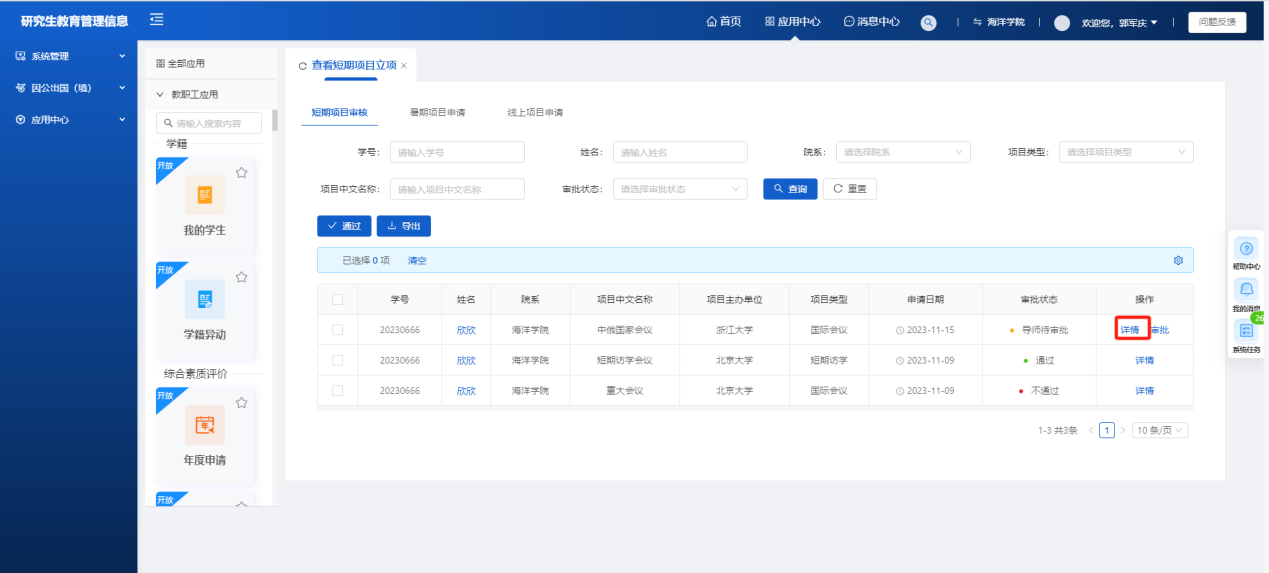 研究生教育管理信息 首页 应用中心 消息中心 海洋学院 欢迎您，郭军庆 问题反馈
系统管理
因公出国（境）
应用中心
全部应用
教职工应用
请输入搜索内容
学籍
开放
我的学生
开放
学籍异动
综合素质评价
开放
年度申请
开放
查看短期项目立项 ×
短期项目审核 暑期项目申请 线上项目申请
学号： 请输入学号 姓名： 请输入姓名 院系： 请选择院系 项目类型： 请选择项目类型
项目中文名称： 请输入项目中文名称 审批状态： 请选择审批状态 查询 重置
通过 导出
已选择 0 项 清空
学号 姓名 院系 项目中文名称 项目主办单位 项目类型 申请日期 审批状态 操作
20230666 欣欣 海洋学院 中俄国家会议 浙江大学 国际会议 2023-11-15 导师待审批 详情 审批
20230666 欣欣 海洋学院 短期访学会议 北京大学 短期访学 2023-11-09 通过 详情
20230666 欣欣 海洋学院 重大会议 北京大学 国际会议 2023-11-09 不通过 详情
1-3 共3条 < 1 > 10 条/页
帮助中心
我的消息
26
系统任务